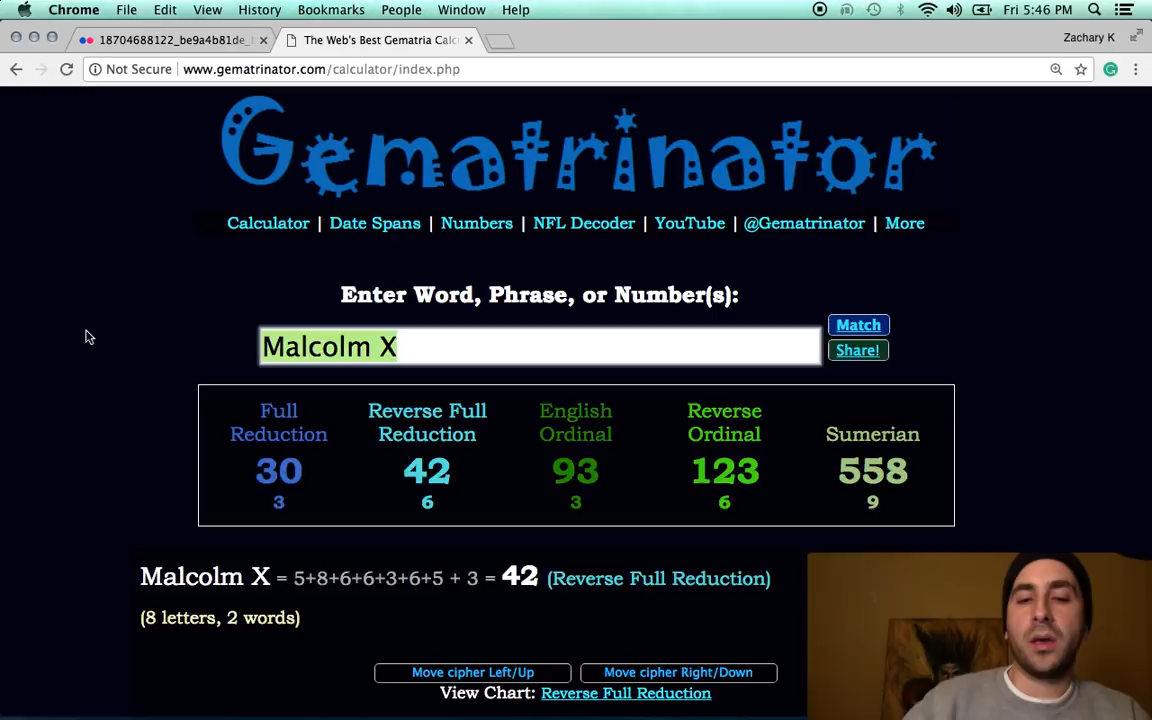 Chrome File Edit View History Bookmarks People Window Help Fri 5:46 PM
18704688122_be9a4b81de_ The Web's Best Gematria Calc Zachary K
Not Secure www.gematrinator.com/calculator/index.php
Gematrinator
Calculator | Date Spans | Numbers | NFL Decoder | YouTube | @Gematrinator | More
Enter Word, Phrase, or Number(s):
Match
Malcolm X
Share!
Full Reverse Full English Reverse
Reduction Reduction Ordinal Ordinal Sumerian
30 42 93 123 558
3 6 3 6 9
Malcolm X = 5+8+6+6+3+6+5 + 3 = 42 (Reverse Full Reduction)
(8 letters, 2 words)
Move cipher Left/Up Move cipher Right/Down
View Chart: Reverse Full Reduction